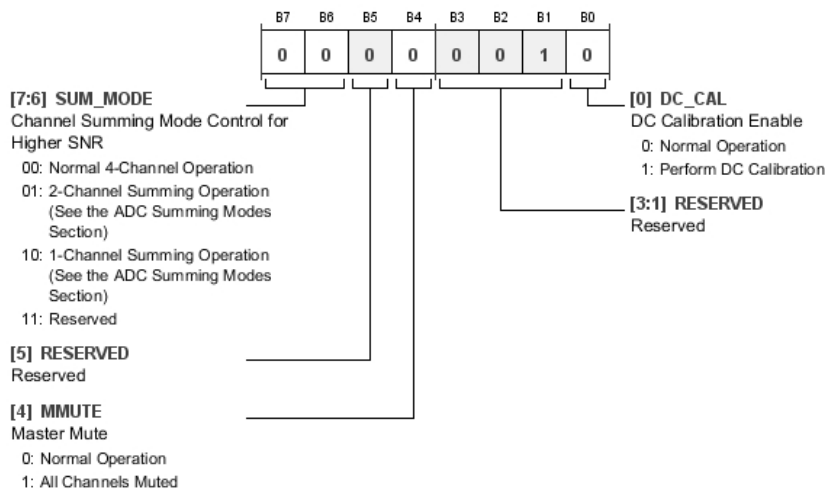 B7 B6 B5 B4 B3 B2 B1 B0
0 0 0 0 0 0 1 0
[7:6] SUM_MODE
Channel Summing Mode Control for
Higher SNR
00: Normal 4-Channel Operation
01: 2-Channel Summing Operation
(See the ADC Summing Modes
Section)
10: 1-Channel Summing Operation
(See the ADC Summing Modes
Section)
11: Reserved
[5] RESERVED
Reserved
[4] MMUTE
Master Mute
0: Normal Operation
1: All Channels Muted
[0] DC_CAL
DC Calibration Enable
0: Normal Operation
1: Perform DC Calibration
[3:1] RESERVED
Reserved